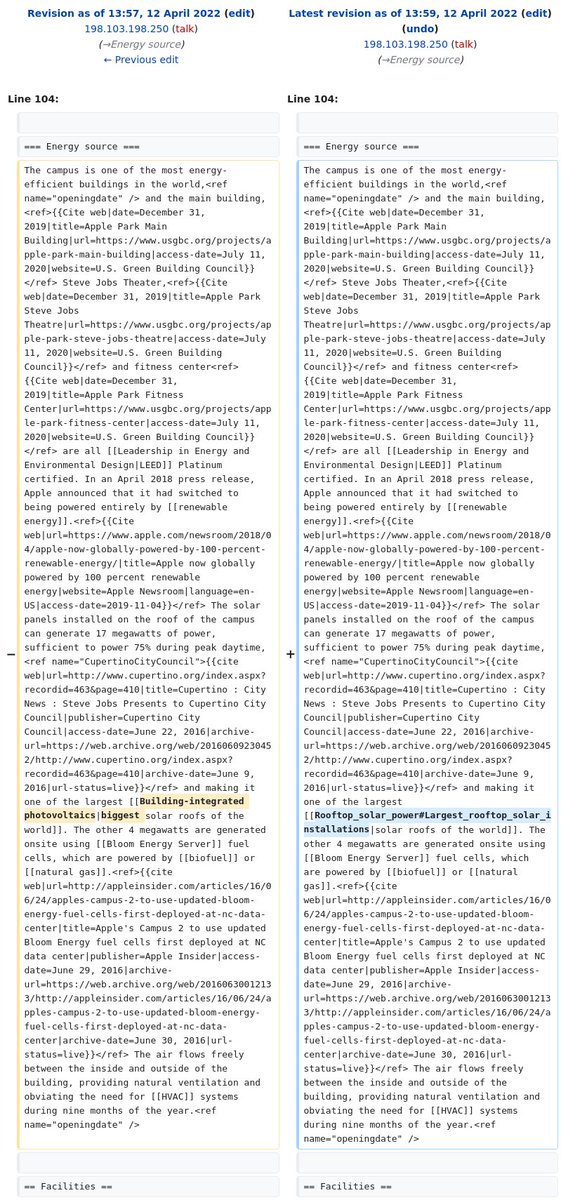 Revision as of 13:57, 12 April 2022 (edit)
198.103.198.250 (talk)
(→Energy source)
← Previous edit
Latest revision as of 13:59, 12 April 2022 (edit)
(undo)
198.103.198.250 (talk)
(→Energy source)
Line 104:
Line 104:
=== Energy source ===
=== Energy source ===
−
The campus is one of the most energy-
efficient buildings in the world,<ref
name="openingdate" /> and the main building,
<ref>{{Cite web|date=December 31,
2019|title=Apple Park Main
Building|url=https://www.usgbc.org/projects/a
pple-park-main-building|access-date=July 11,
2020|website=U.S. Green Building Council}}
</ref> Steve Jobs Theater,<ref>{{Cite
web|date=December 31, 2019|title=Apple Park
Steve Jobs
Theatre|url=https://www.usgbc.org/projects/ap
ple-park-steve-jobs-theatre|access-date=July
11, 2020|website=U.S. Green Building
Council}}</ref> and fitness center<ref>
{{Cite web|date=December 31,
2019|title=Apple Park Fitness
Center|url=https://www.usgbc.org/projects/app
le-park-fitness-center|access-date=July 11,
2020|website=U.S. Green Building Council}}
</ref> are all [[Leadership in Energy and
Environmental Design|LEED]] Platinum
certified. In an April 2018 press release,
Apple announced that it had switched to
being powered entirely by [[renewable
energy]].<ref>{{Cite
web|url=https://www.apple.com/newsroom/2018/0
4/apple-now-globally-powered-by-100-percent-
renewable-energy/|title=Apple now globally
powered by 100 percent renewable
energy|website=Apple Newsroom|language=en-
US|access-date=2019-11-04}}</ref> The solar
panels installed on the roof of the campus
can generate 17 megawatts of power,
sufficient to power 75% during peak daytime,
<ref name="CupertinoCityCouncil">{{cite
web|url=http://www.cupertino.org/index.aspx?
recordid=463&page=410|title=Cupertino : City
News : Steve Jobs Presents to Cupertino City
Council|publisher=Cupertino City
Council|access-date=June 22, 2016|archive-
url=https://web.archive.org/web/2016060923045
2/http://www.cupertino.org/index.aspx?
recordid=463&page=410|archive-date=June 9,
2016|url-status=live}}</ref> and making it
one of the largest [[Building-integrated
photovoltaics|biggest solar roofs of the
world]]. The other 4 megawatts are generated
onsite using [[Bloom Energy Server]] fuel
cells, which are powered by [[biofuel]] or
[[natural gas]].<ref>{{cite
web|url=http://appleinsider.com/articles/16/0
6/24/apples-campus-2-to-use-updated-bloom-
energy-fuel-cells-first-deployed-at-nc-data-
center|title=Apple's Campus 2 to use updated
Bloom Energy fuel cells first deployed at NC
data center|publisher=Apple Insider|access-
date=June 29, 2016|archive-
url=https://web.archive.org/web/2016063001213
3/http://appleinsider.com/articles/16/06/24/a
pples-campus-2-to-use-updated-bloom-energy-
fuel-cells-first-deployed-at-nc-data-
center|archive-date=June 30, 2016|url-
status=live}}</ref> The air flows freely
between the inside and outside of the
building, providing natural ventilation and
obviating the need for [[HVAC]] systems
during nine months of the year.<ref
name="openingdate" />
+
The campus is one of the most energy-
efficient buildings in the world,<ref
name="openingdate" /> and the main building,
<ref>{{Cite web|date=December 31,
2019|title=Apple Park Main
Building|url=https://www.usgbc.org/projects/a
pple-park-main-building|access-date=July 11,
2020|website=U.S. Green Building Council}}
</ref> Steve Jobs Theater,<ref>{{Cite
web|date=December 31, 2019|title=Apple Park
Steve Jobs
Theatre|url=https://www.usgbc.org/projects/ap
ple-park-steve-jobs-theatre|access-date=July
11, 2020|website=U.S. Green Building
Council}}</ref> and fitness center<ref>
{{Cite web|date=December 31,
2019|title=Apple Park Fitness
Center|url=https://www.usgbc.org/projects/app
le-park-fitness-center|access-date=July 11,
2020|website=U.S. Green Building Council}}
</ref> are all [[Leadership in Energy and
Environmental Design|LEED]] Platinum
certified. In an April 2018 press release,
Apple announced that it had switched to
being powered entirely by [[renewable
energy]].<ref>{{Cite
web|url=https://www.apple.com/newsroom/2018/0
4/apple-now-globally-powered-by-100-percent-
renewable-energy/|title=Apple now globally
powered by 100 percent renewable
energy|website=Apple Newsroom|language=en-
US|access-date=2019-11-04}}</ref> The solar
panels installed on the roof of the campus
can generate 17 megawatts of power,
sufficient to power 75% during peak daytime,
<ref name="CupertinoCityCouncil">{{cite
web|url=http://www.cupertino.org/index.aspx?
recordid=463&page=410|title=Cupertino : City
News : Steve Jobs Presents to Cupertino City
Council|publisher=Cupertino City
Council|access-date=June 22, 2016|archive-
url=https://web.archive.org/web/2016060923045
2/http://www.cupertino.org/index.aspx?
recordid=463&page=410|archive-date=June 9,
2016|url-status=live}}</ref> and making it
one of the largest
[[Rooftop_solar_power#Largest_rooftop_solar_i
nstallations|solar roofs of the world]]. The
other 4 megawatts are generated onsite using
[[Bloom Energy Server]] fuel cells, which
are powered by [[biofuel]] or [[natural
gas]].<ref>{{cite
web|url=http://appleinsider.com/articles/16/0
6/24/apples-campus-2-to-use-updated-bloom-
energy-fuel-cells-first-deployed-at-nc-data-
center|title=Apple's Campus 2 to use updated
Bloom Energy fuel cells first deployed at NC
data center|publisher=Apple Insider|access-
date=June 29, 2016|archive-
url=https://web.archive.org/web/2016063001213
3/http://appleinsider.com/articles/16/06/24/a
pples-campus-2-to-use-updated-bloom-energy-
fuel-cells-first-deployed-at-nc-data-
center|archive-date=June 30, 2016|url-
status=live}}</ref> The air flows freely
between the inside and outside of the
building, providing natural ventilation and
obviating the need for [[HVAC]] systems
during nine months of the year.<ref
name="openingdate" />
== Facilities ==
== Facilities ==